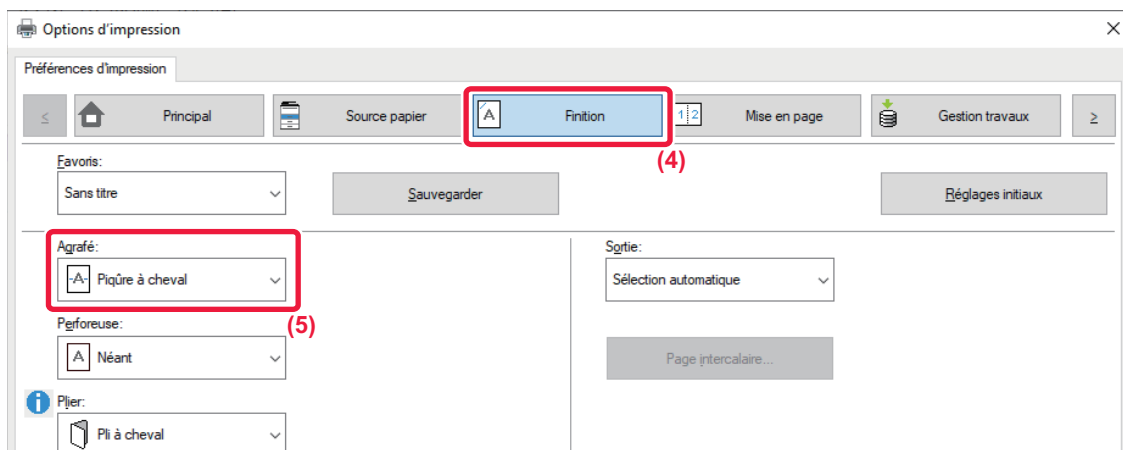 Options d'impression
Préférences d'impression
< Principal Source papier A Finition 1 2 Mise en page Gestion travaux >
(4)
Favoris:
Sans titre Sauvegarder Réglages initiaux
Agrafé: Sortie:
-A- Piqûre à cheval Sélection automatique
(5)
Perforeuse:
A Néant Page intercalaire...
i Plier:
Pli à cheval